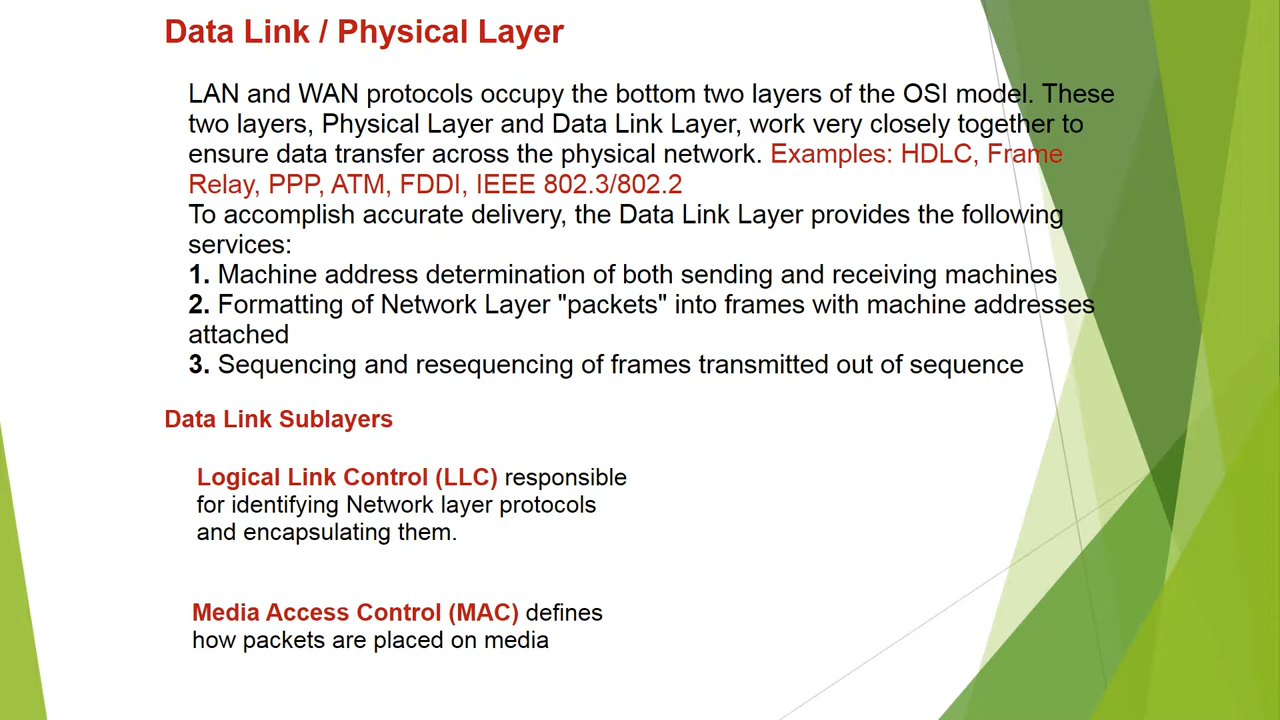 Data Link / Physical Layer
LAN and WAN protocols occupy the bottom two layers of the OSI model. These
two layers, Physical Layer and Data Link Layer, work very closely together to
ensure data transfer across the physical network. Examples: HDLC, Frame
Relay, PPP, ATM, FDDI, IEEE 802.3/802.2
To accomplish accurate delivery, the Data Link Layer provides the following
services:
1. Machine address determination of both sending and receiving machines
2. Formatting of Network Layer "packets" into frames with machine addresses
attached
3. Sequencing and resequencing of frames transmitted out of sequence
Data Link Sublayers
Logical Link Control (LLC) responsible
for identifying Network layer protocols
and encapsulating them.
Media Access Control (MAC) defines
how packets are placed on media